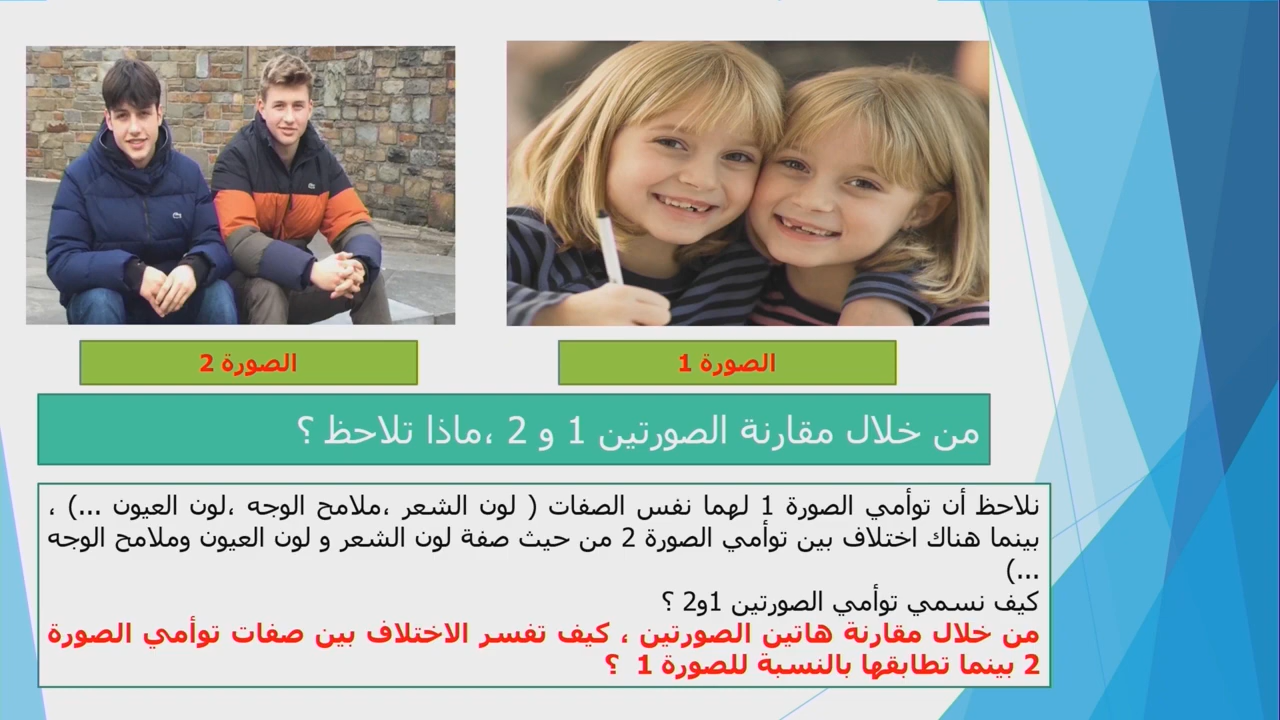 الصورة 1
الصورة 2
من خلال مقارنة الصورتين 1 و 2 ،ماذا تلاحظ ؟
نلاحظ أن توأمي الصورة 1 لهما نفس الصفات ( لون الشعر ،ملامح الوجه ،لون العيون ...) ،
بينما هناك اختلاف بين توأمي الصورة 2 من حيث صفة لون الشعر و لون العيون وملامح الوجه
...)
كيف نسمي توأمي الصورتين 1و2 ؟
من خلال مقارنة هاتين الصورتين ، كيف تفسر الاختلاف بين صفات توأمي الصورة
2 بينما تطابقها بالنسبة للصورة 1 ؟